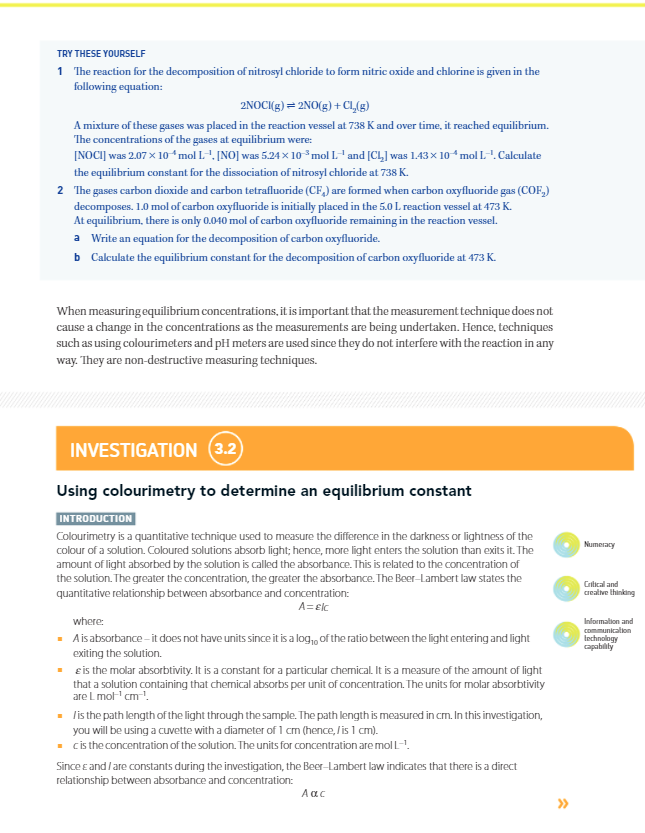 TRY THESE YOURSELF
1 The reaction for the decomposition of nitrosyl chloride to form nitric oxide and chlorine is given in the
following equation:
2NOCl(g) ⇌ 2NO(g) + Cl₂(g)
A mixture of these gases was placed in the reaction vessel at 738 K and over time, it reached equilibrium.
The concentrations of the gases at equilibrium were:
[NOCl] was 2.07 × 10⁻⁴ mol L⁻¹, [NO] was 5.24 × 10⁻⁵ mol L⁻¹ and [Cl₂] was 1.43 × 10⁻⁴ mol L⁻¹. Calculate
the equilibrium constant for the dissociation of nitrosyl chloride at 738 K.
2 The gases carbon dioxide and carbon tetrafluoride (CF₄) are formed when carbon oxyfluoride gas (COF₂)
decomposes. 1.0 mol of carbon oxyfluoride is initially placed in the 5.0 L reaction vessel at 473 K.
At equilibrium, there is only 0.040 mol of carbon oxyfluoride remaining in the reaction vessel.
a Write an equation for the decomposition of carbon oxyfluoride.
b Calculate the equilibrium constant for the decomposition of carbon oxyfluoride at 473 K.
When measuring equilibrium concentrations, it is important that the measurement technique does not
cause a change in the concentrations as the measurements are being undertaken. Hence, techniques
such as using colourimeters and pH meters are used since they do not interfere with the reaction in any
way. They are non-destructive measuring techniques.
INVESTIGATION 3.2
Using colourimetry to determine an equilibrium constant
INTRODUCTION
Colourimetry is a quantitative technique used to measure the difference in the darkness or lightness of the
colour of a solution. Coloured solutions absorb light; hence, more light enters the solution than exits it. The
amount of light absorbed by the solution is called the absorbance. This is related to the concentration of
the solution. The greater the concentration, the greater the absorbance. The Beer–Lambert law states the
quantitative relationship between absorbance and concentration:
A = εlc
where:
▪ A is absorbance – it does not have units since it is a log₁₀ of the ratio between the light entering and light
exiting the solution.
▪ ε is the molar absorbtivity. It is a constant for a particular chemical. It is a measure of the amount of light
that a solution containing that chemical absorbs per unit of concentration. The units for molar absorbtivity
are L mol⁻¹ cm⁻¹.
▪ l is the path length of the light through the sample. The path length is measured in cm. In this investigation,
you will be using a cuvette with a diameter of 1 cm (hence, l is 1 cm).
▪ c is the concentration of the solution. The units for concentration are mol L⁻¹.
Since ε and l are constants during the investigation, the Beer–Lambert law indicates that there is a direct
relationship between absorbance and concentration:
A α c
Numeracy
Critical and
creative thinking
Information and
communication
technology
capability
»